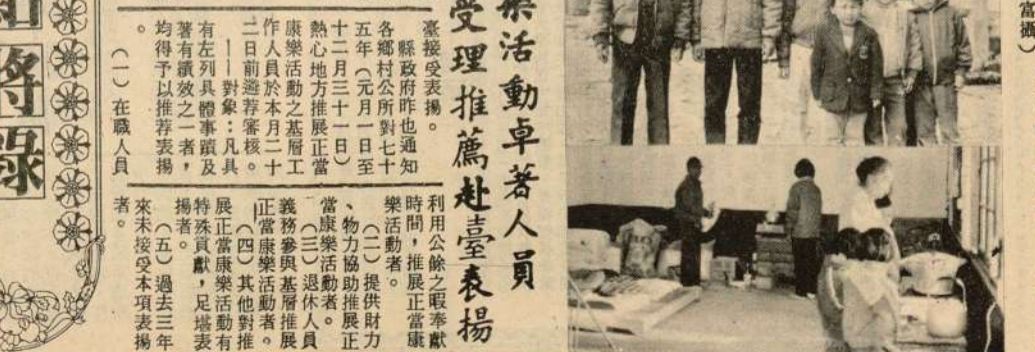 當攝）
樂活動卓著人員
受理推薦赴臺表揚
臺接受表揚。
縣政府昨也通知
各鄉村公所對七十
五年（元月一日至
十二月三十一日）
熱心地方推展正當
康樂活動之基層工
作人員於本月二十
二日前遴荐審核。
——對象：凡具
有左列具體事蹟及
著有績效之一者，
均得予以推荐表揚
。
（一）在職人員
利用公餘之暇奉獻
時間，推展正當康
樂活動者。
（二）提供財力
、物力協助推展正
當康樂活動者。
（三）退休人員
義務參與基層推展
正當康樂活動者。
（四）其他對推
展正當康樂活動有
特殊貢獻，足堪表
揚者。
（五）過去三年
來未接受本項表揚
者。
將錄